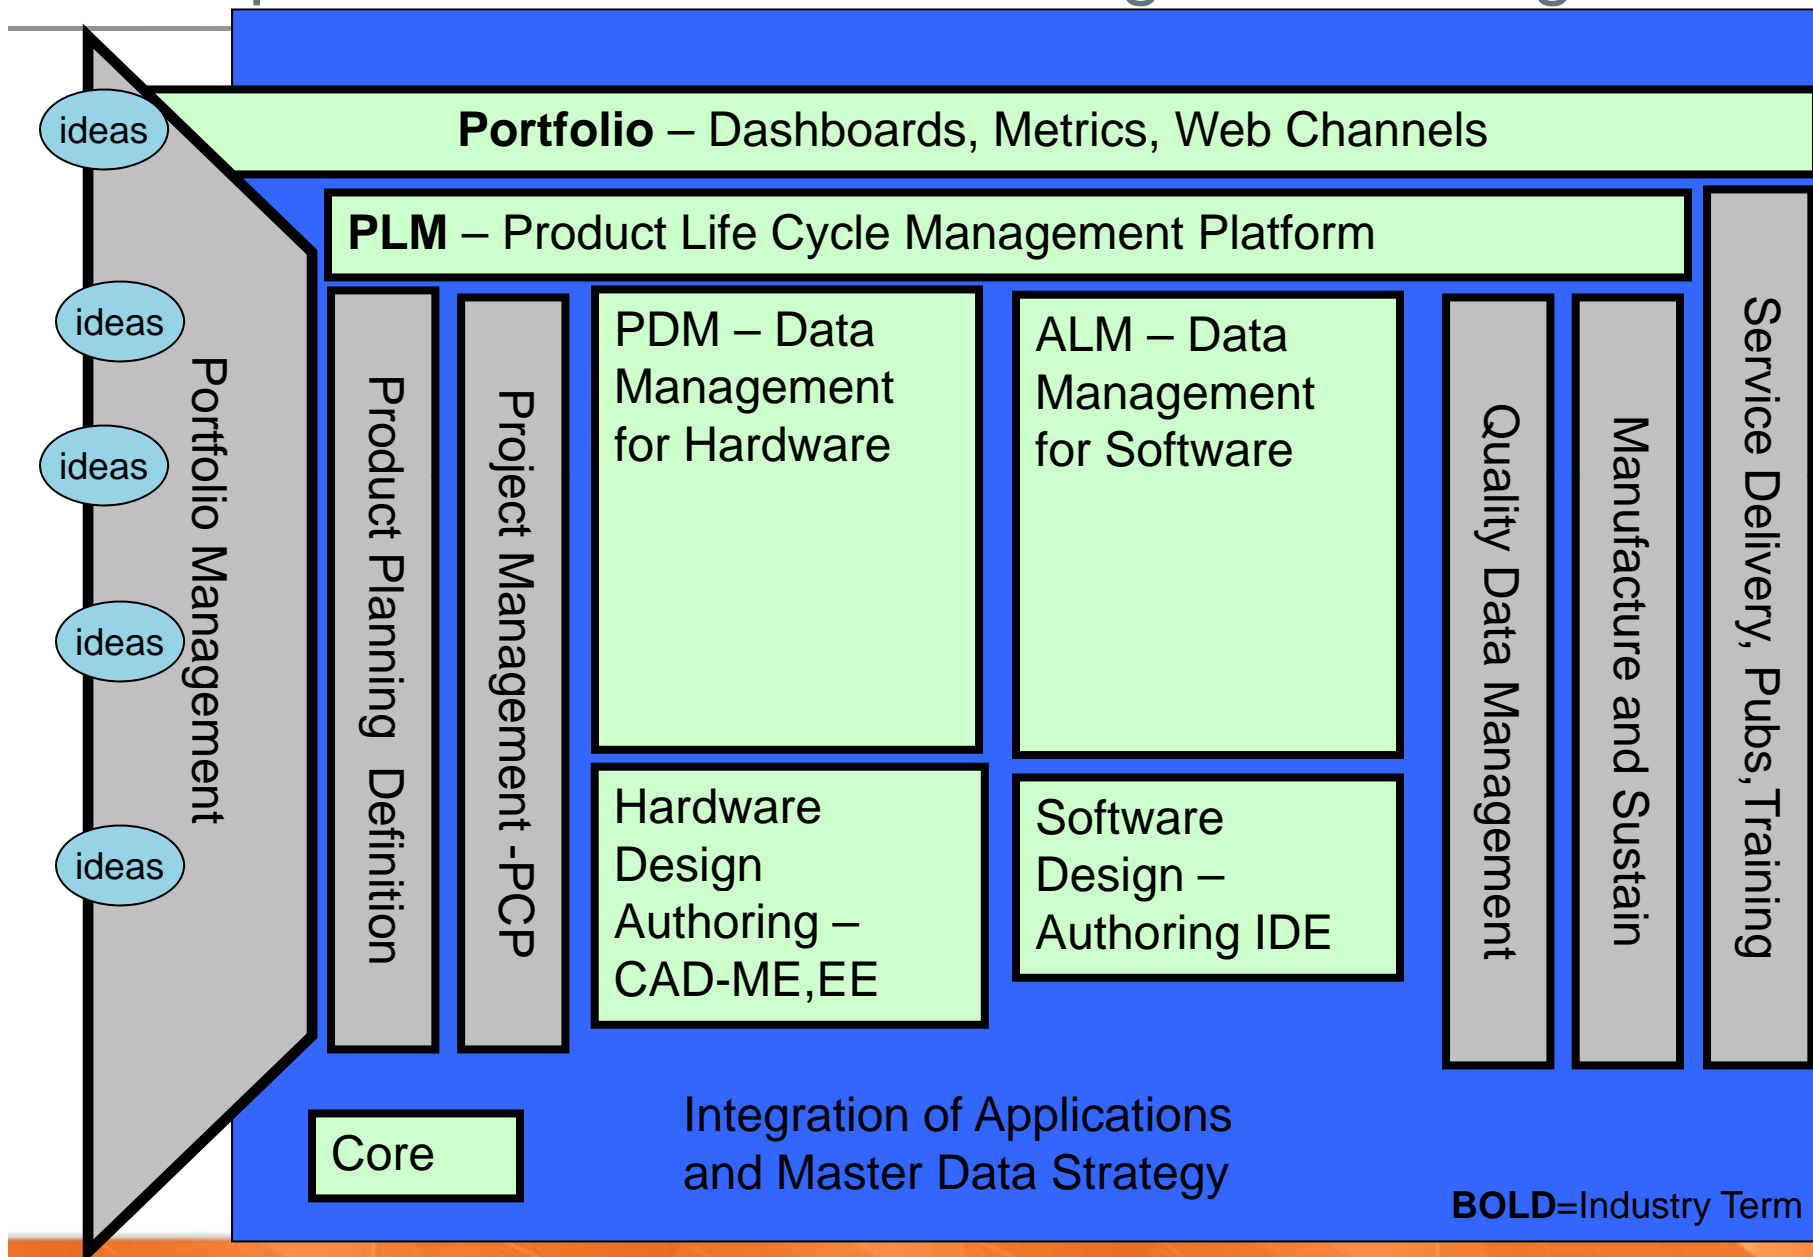 Portfolio – Dashboards, Metrics, Web Channels
PLM – Product Life Cycle Management Platform
ideas
ideas
ideas
ideas
ideas
Portfolio Management
Product Planning  Definition
Project Management -PCP
PDM – Data
Management
for Hardware
ALM – Data
Management
for Software
Hardware
Design
Authoring –
CAD-ME,EE
Software
Design –
Authoring IDE
Quality Data Management
Manufacture and Sustain
Service Delivery, Pubs,Training
Core
Integration of Applications
and Master Data Strategy
BOLD=Industry Term